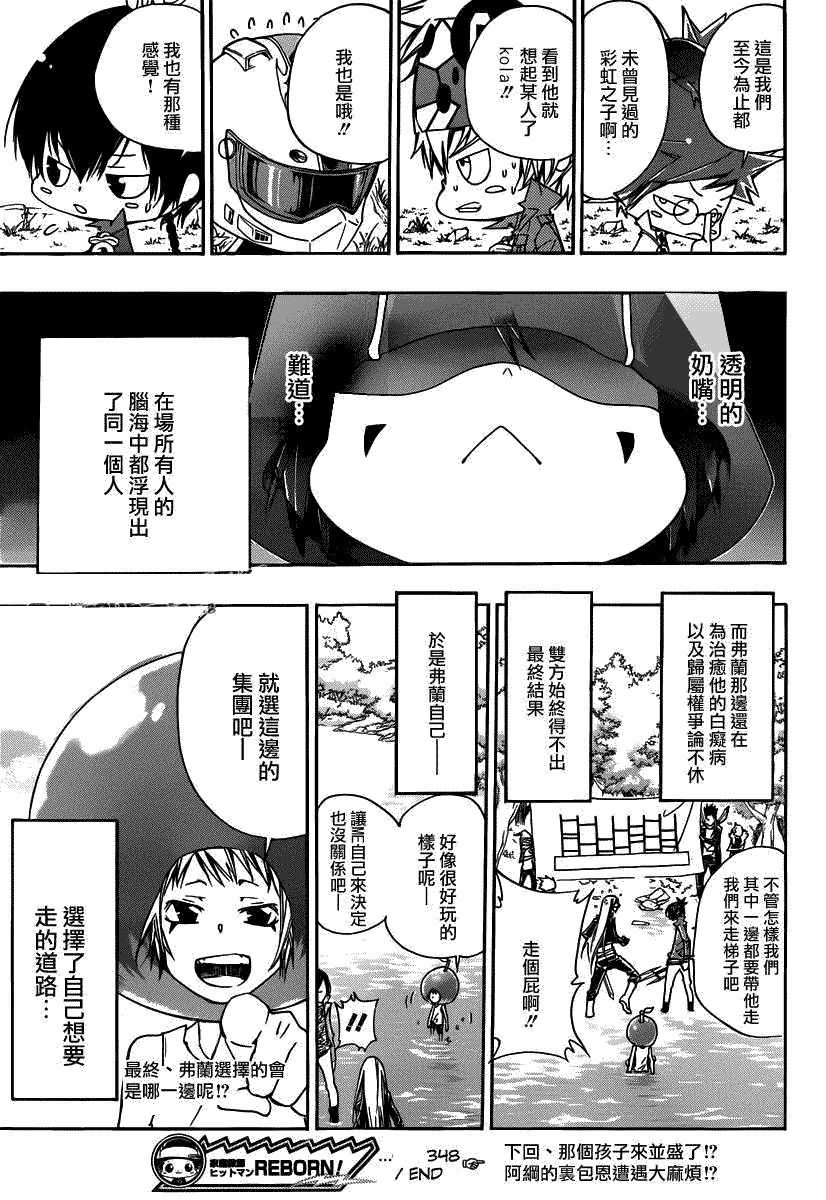 這是我們
至今為止都
未曾見過的
彩虹之子啊…
看到他就
想起某人了
kola!!
我也是哦!!
我也有那種
感覺!
透明的
奶嘴…
難道…
在場所有人的
腦海中都浮現出
了同一個人
而弗蘭那邊還在
為治癒他的白癡病
以及歸屬權爭論不休
雙方始終得不出
最終結果
不管怎樣我們
其中一邊都要帶他走
我們來走梯子吧
走個屁啊!!
於是弗蘭自己—
好像很好玩的
樣子呢—
讓ME自己來決定
也沒關係吧—
!!
就選這邊的
集團吧—
選擇了自己想要
走的道路…
最終、弗蘭選擇的會
是哪一邊呢!?
家庭教師
ヒットマンREBORN!
…
348
/ END
下回、那個孩子來並盛了!?
阿綱的裏包恩遭遇大麻煩!?